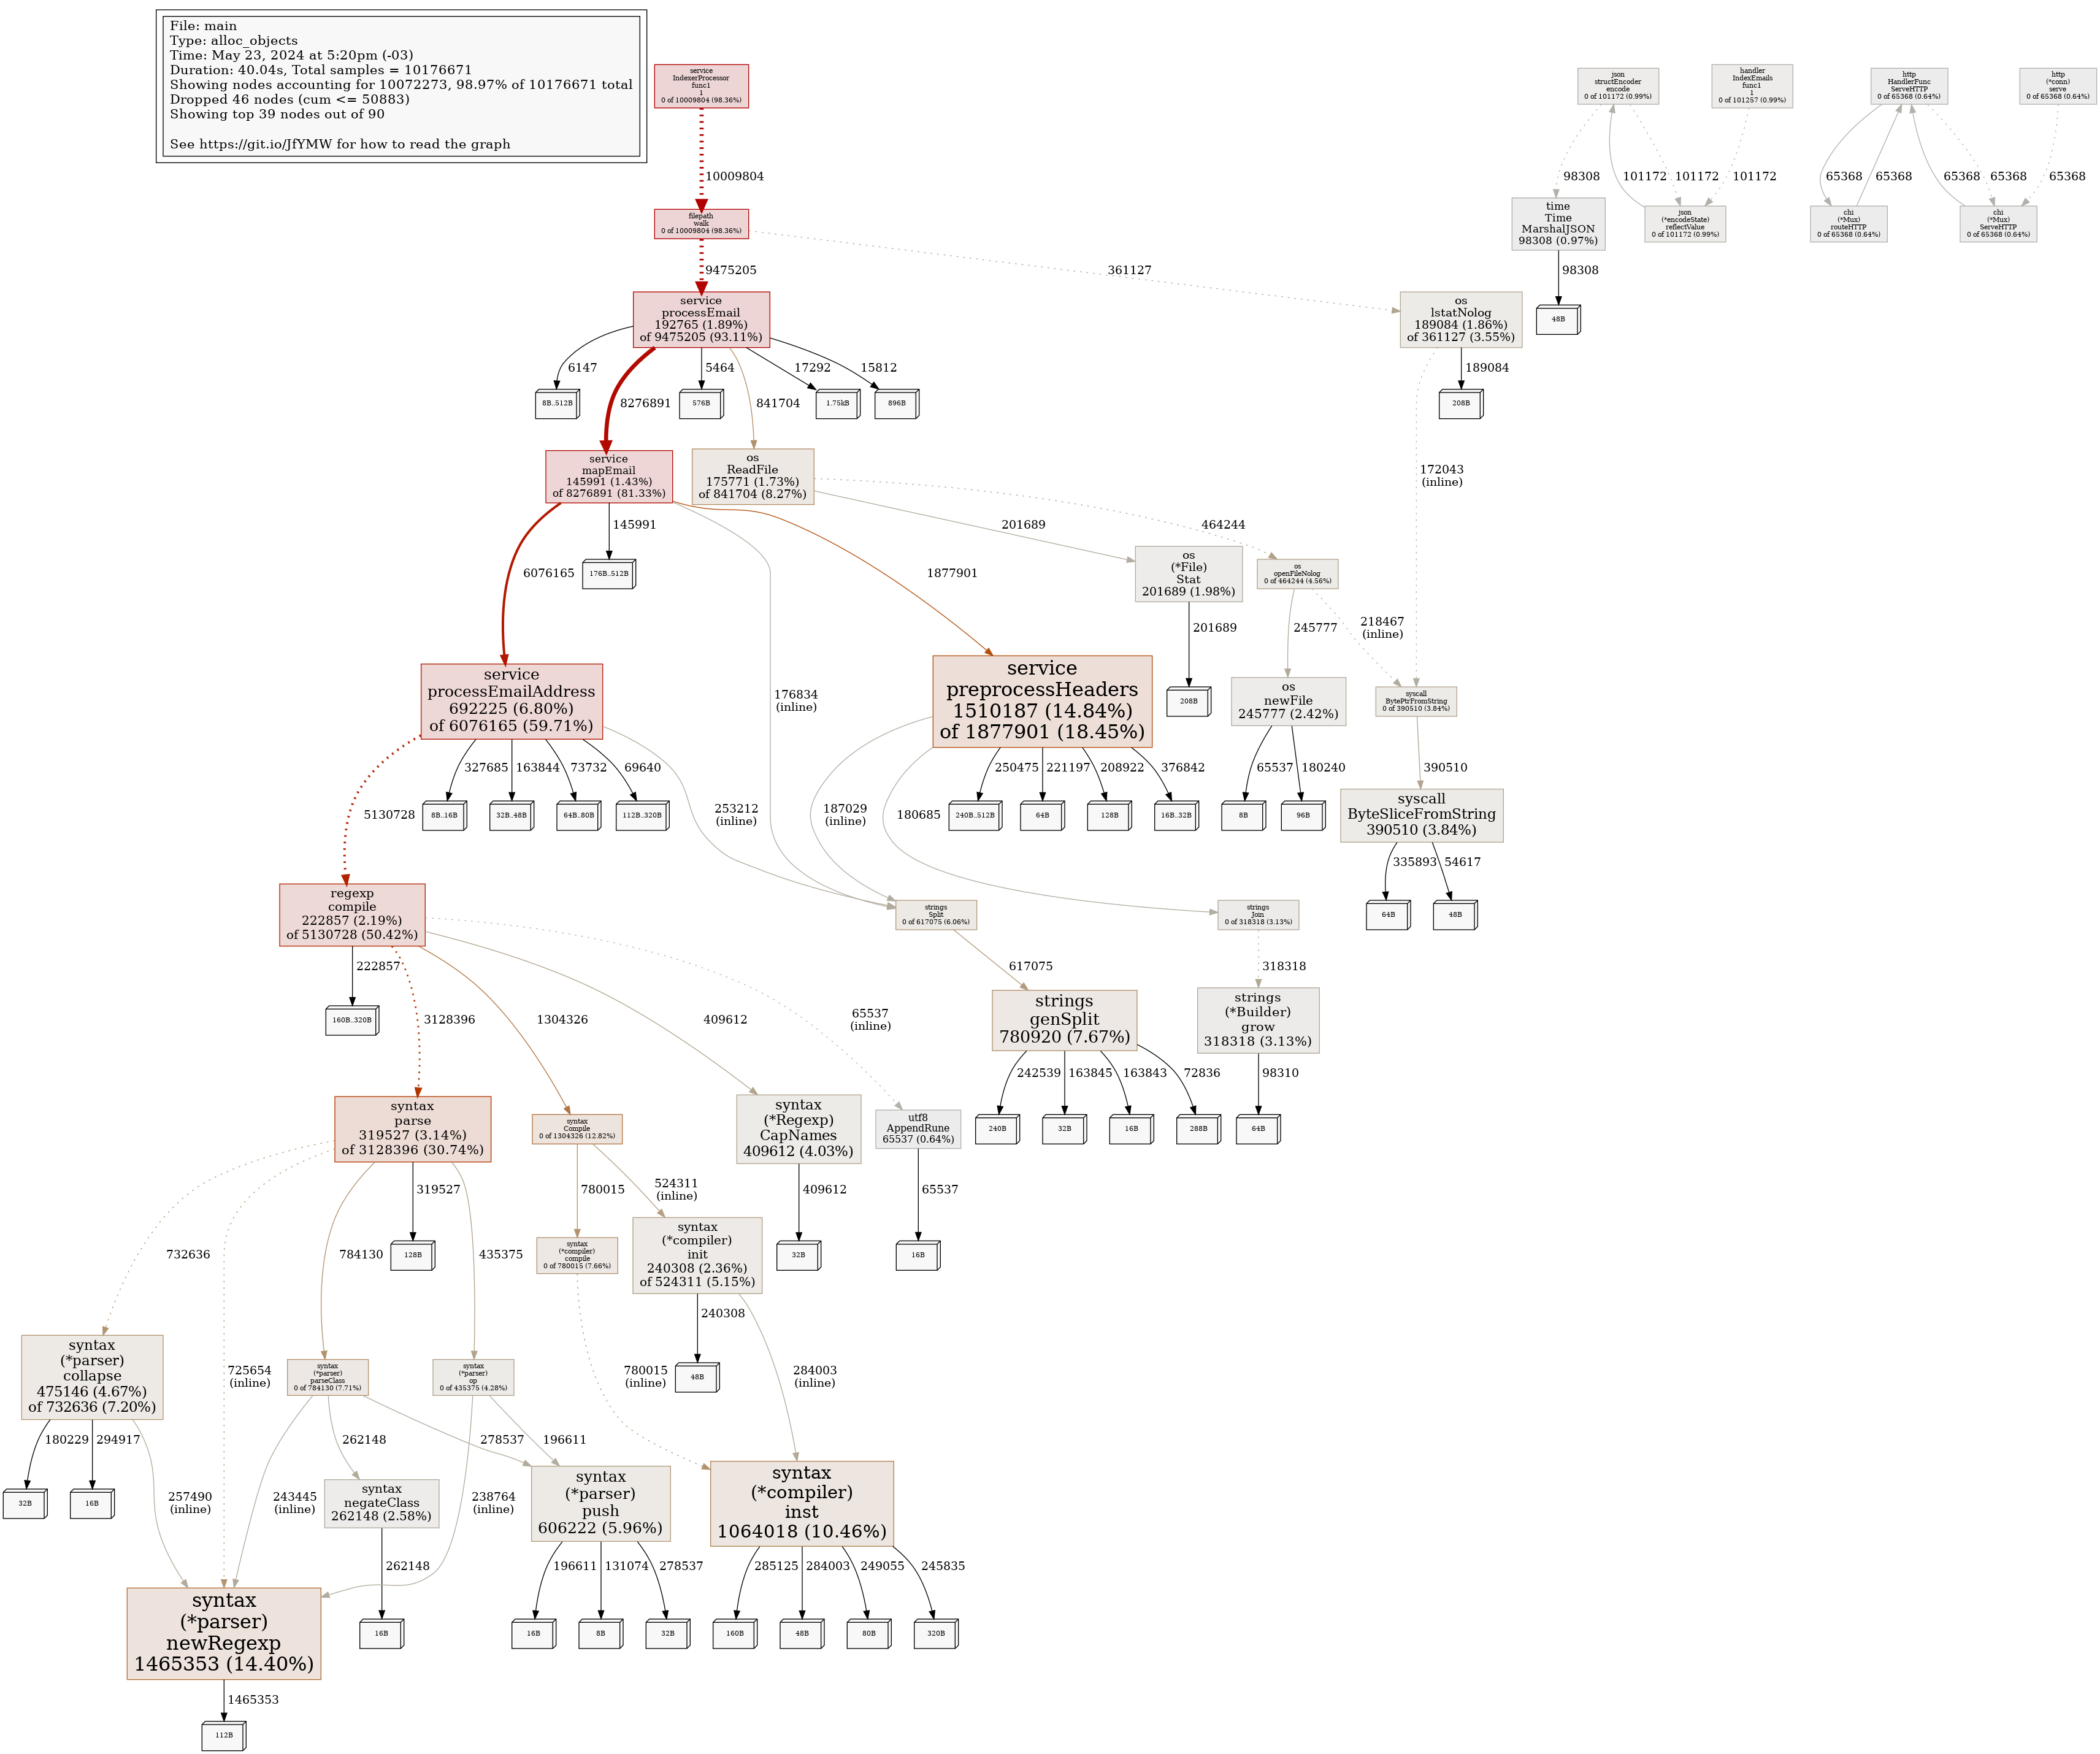 File: main
Type: alloc_objects
Time: May 23, 2024 at 5:20pm (-03)
Duration: 40.04s, Total samples = 10176671
Showing nodes accounting for 10072273, 98.97% of 10176671 total
Dropped 46 nodes (cum <= 50883)
Showing top 39 nodes out of 90
See https://git.io/JfYMW for how to read the graph
service
IndexerProcessor
func1
1
0 of 10009804 (98.36%)
json
structEncoder
encode
0 of 101172 (0.99%)
handler
IndexEmails
func1
1
0 of 101257 (0.99%)
http
HandlerFunc
ServeHTTP
0 of 65368 (0.64%)
http
(*conn)
serve
0 of 65368 (0.64%)
10009804
98308
101172
101172
101172
65368
65368
65368
65368
65368
filepath
walk
0 of 10009804 (98.36%)
time
Time
MarshalJSON
98308 (0.97%)
json
(*encodeState)
reflectValue
0 of 101172 (0.99%)
chi
(*Mux)
routeHTTP
0 of 65368 (0.64%)
chi
(*Mux)
ServeHTTP
0 of 65368 (0.64%)
9475205
361127
98308
service
processEmail
192765 (1.89%)
of 9475205 (93.11%)
os
lstatNolog
189084 (1.86%)
of 361127 (3.55%)
48B
6147
8276891
5464
841704
17292
15812
189084
8B..512B
576B
1.75kB
896B
208B
service
mapEmail
145991 (1.43%)
of 8276891 (81.33%)
os
ReadFile
175771 (1.73%)
of 841704 (8.27%)
172043
(inline)
6076165
145991
1877901
201689
464244
176B..512B
os
(*File)
Stat
201689 (1.98%)
os
openFileNolog
0 of 464244 (4.56%)
201689
245777
218467
(inline)
service
processEmailAddress
692225 (6.80%)
of 6076165 (59.71%)
176834
(inline)
service
preprocessHeaders
1510187 (14.84%)
of 1877901 (18.45%)
208B
os
newFile
245777 (2.42%)
syscall
BytePtrFromString
0 of 390510 (3.84%)
5130728
327685
163844
73732
69640
253212
(inline)
187029
(inline)
180685
250475
221197
208922
376842
65537
180240
390510
8B..16B
32B..48B
64B..80B
112B..320B
240B..512B
64B
128B
16B..32B
8B
96B
syscall
ByteSliceFromString
390510 (3.84%)
335893
54617
regexp
compile
222857 (2.19%)
of 5130728 (50.42%)
strings
Split
0 of 617075 (6.06%)
strings
Join
0 of 318318 (3.13%)
64B
48B
222857
3128396
1304326
409612
65537
(inline)
617075
318318
160B..320B
strings
genSplit
780920 (7.67%)
strings
(*Builder)
grow
318318 (3.13%)
242539
163845
163843
72836
98310
syntax
parse
319527 (3.14%)
of 3128396 (30.74%)
syntax
Compile
0 of 1304326 (12.82%)
syntax
(*Regexp)
CapNames
409612 (4.03%)
utf8
AppendRune
65537 (0.64%)
240B
32B
16B
288B
64B
732636
725654
(inline)
784130
319527
435375
780015
524311
(inline)
409612
65537
128B
syntax
(*compiler)
compile
0 of 780015 (7.66%)
syntax
(*compiler)
init
240308 (2.36%)
of 524311 (5.15%)
32B
16B
240308
syntax
(*parser)
collapse
475146 (4.67%)
of 732636 (7.20%)
syntax
(*parser)
parseClass
0 of 784130 (7.71%)
syntax
(*parser)
op
0 of 435375 (4.28%)
780015
(inline)
48B
284003
(inline)
180229
294917
257490
(inline)
243445
(inline)
262148
278537
196611
238764
(inline)
32B
16B
syntax
negateClass
262148 (2.58%)
syntax
(*parser)
push
606222 (5.96%)
syntax
(*compiler)
inst
1064018 (10.46%)
262148
196611
131074
278537
285125
284003
249055
245835
syntax
(*parser)
newRegexp
1465353 (14.40%)
16B
16B
8B
32B
160B
48B
80B
320B
1465353
112B